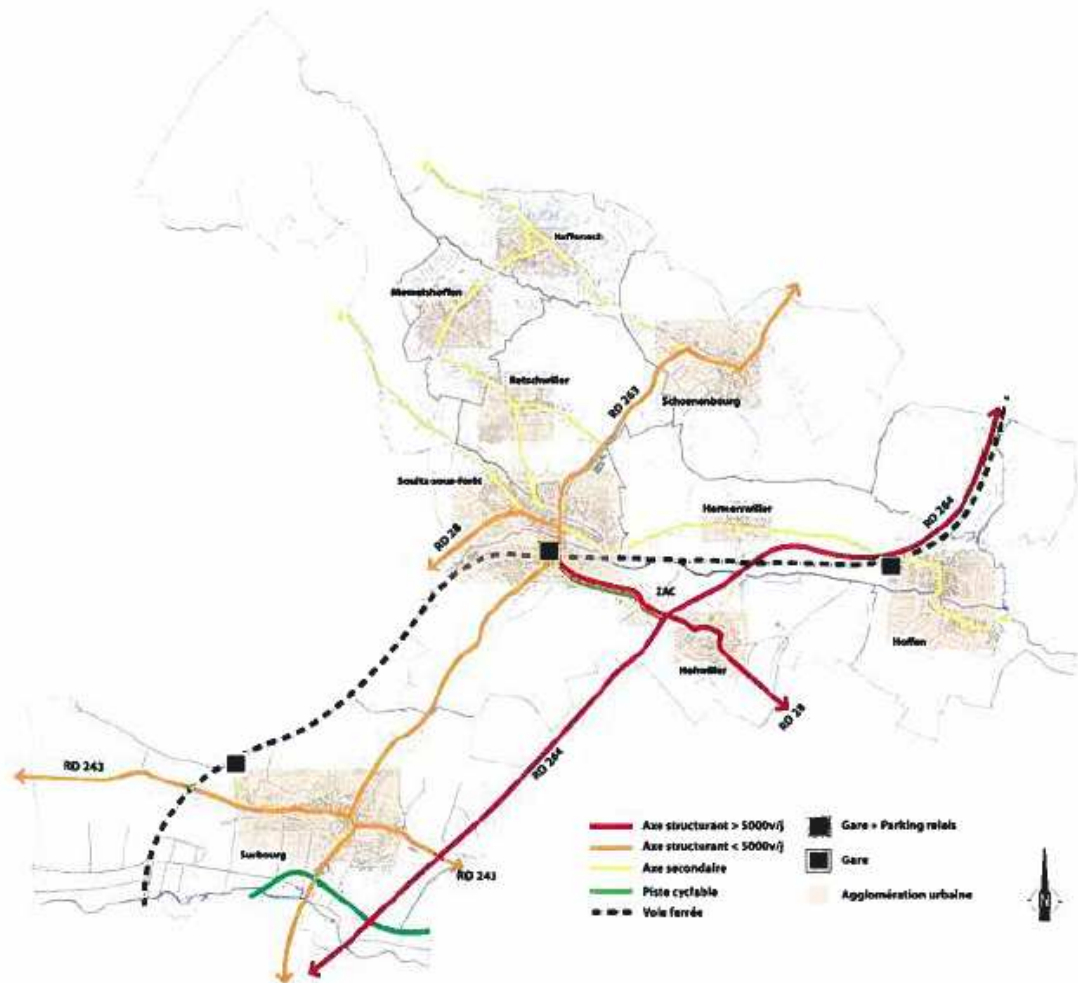 Memelshoffen
RD 263
Schoenenbourg
Retschwiller
Soultz-sous-forêt
Hermerswiller
RD 264
RD 28
ZAC
Hoffen
Hohwiller
RD 28
RD 264
RD 243
Surbourg
RD 243
Axe structurant > 5000v/j
Axe structurant < 5000v/j
Axe secondaire
Piste cyclable
Voie ferrée
Gare + Parking relais
Gare
Agglomération urbaine
N